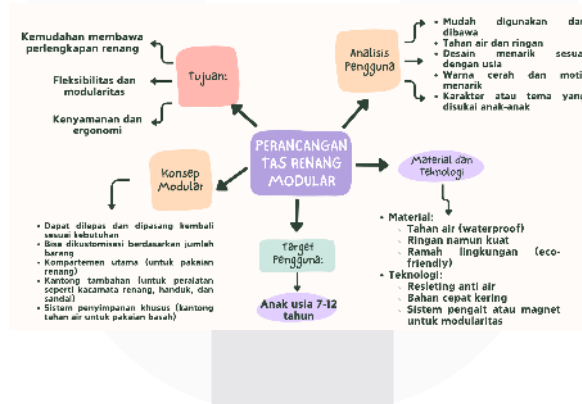 Kemudahan membawa
perlengkapan renang
Fleksibilitas dan
modularitas
Kenyamanan dan
ergonomi
Tujuan:
Analisis
Pengguna
• Mudah digunakan dan
dibawa
• Tahan air dan ringan
• Desain menarik sesuai
dengan usia
• Warna cerah dan motif
menarik
• Karakter atau tema yang
disukai anak-anak
PERANCANGAN
TAS RENANG
MODULAR
Konsep
Modular
• Dapat dilepas dan dipasang kembali
sesuai kebutuhan
• Bisa dikustomisasi berdasarkan jumlah
barang
• Kompartemen utama (untuk pakaian
renang)
• Kantong tambahan (untuk peralatan
seperti kacamata renang, handuk, dan
sandal)
• Sistem penyimpanan khusus (kantong
tahan air untuk pakaian basah)
Target
Pengguna:
Anak usia 7-12
tahun
Material dan
Teknologi
• Material:
Tahan air (waterproof)
Ringan namun kuat
Ramah lingkungan (eco-
friendly)
• Teknologi:
Resleting anti air
Bahan cepat kering
Sistem pengait atau magnet
untuk modularitas